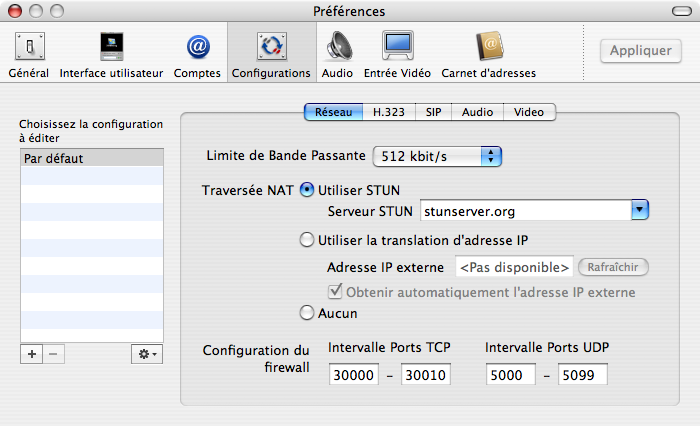 Préférences
Général
Interface utilisateur
Comptes
Configurations
Audio
Entrée Vidéo
Carnet d'adresses
Appliquer
Choisissez la configuration
à éditer
Par défaut
Réseau
H.323
SIP
Audio
Video
Limite de Bande Passante
512 kbit/s
Traversée NAT
Utiliser STUN
Serveur STUN
stunserver.org
Utiliser la translation d'adresse IP
Adresse IP externe
<Pas disponible>
Rafraîchir
Obtenir automatiquement l'adresse IP externe
Aucun
Configuration du
firewall
Intervalle Ports TCP
30000 - 30010
Intervalle Ports UDP
5000 - 5099